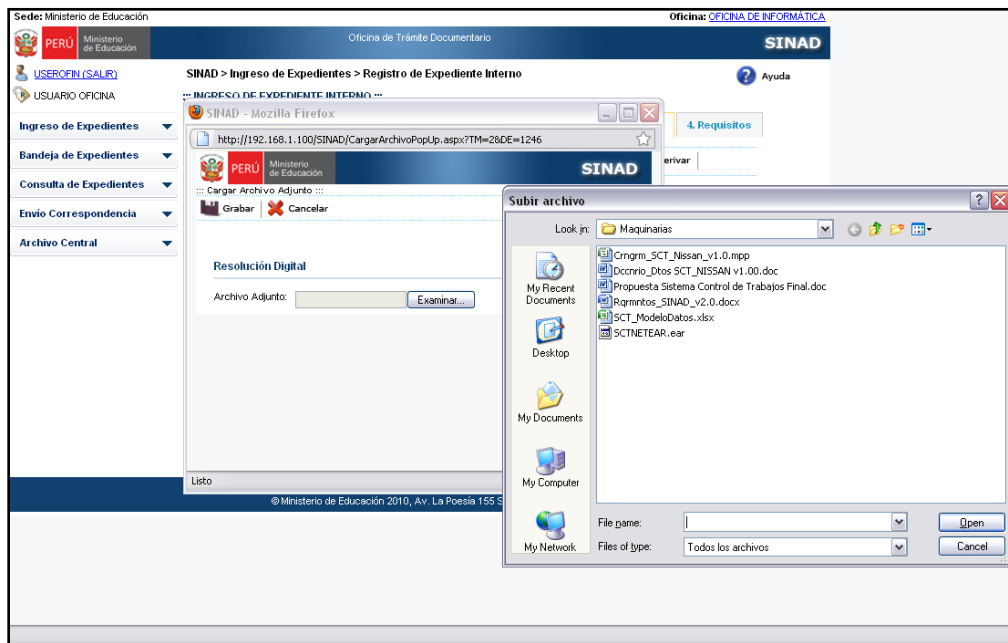 Sede: Ministerio de Educación
Oficina: OFICINA DE INFORMÁTICA
PERÚ Ministerio de Educación
Oficina de Trámite Documentario
SINAD
USEROFIN (SALIR)
USUARIO OFICINA
SINAD > Ingreso de Expedientes > Registro de Expediente Interno
Ayuda
::: INGRESO DE EXPEDIENTE INTERNO :::
Ingreso de Expedientes
Bandeja de Expedientes
Consulta de Expedientes
Envío Correspondencia
Archivo Central
4. Requisitos
erivar
SINAD - Mozilla Firefox
http://192.168.1.100/SINAD/CargarArchivoPopUp.aspx?TM=2&DE=1246
PERÚ Ministerio de Educación
SINAD
::: Cargar Archivo Adjunto :::
Grabar Cancelar
Resolución Digital
Archivo Adjunto: Examinar...
Listo
Subir archivo
Look in: Maquinarias
My Recent Documents
Desktop
My Documents
My Computer
My Network
Crngrm_SCT_Nissan_v1.0.mpp
Dccnrio_Dtos SCT_NISSAN v1.00.doc
Propuesta Sistema Control de Trabajos Final.doc
Rqrmntos_SINAD_v2.0.docx
SCT_ModeloDatos.xlsx
SCTNETEAR.ear
File name: Open
Files of type: Todos los archivos Cancel
© Ministerio de Educación 2010, Av. La Poesía 155 S